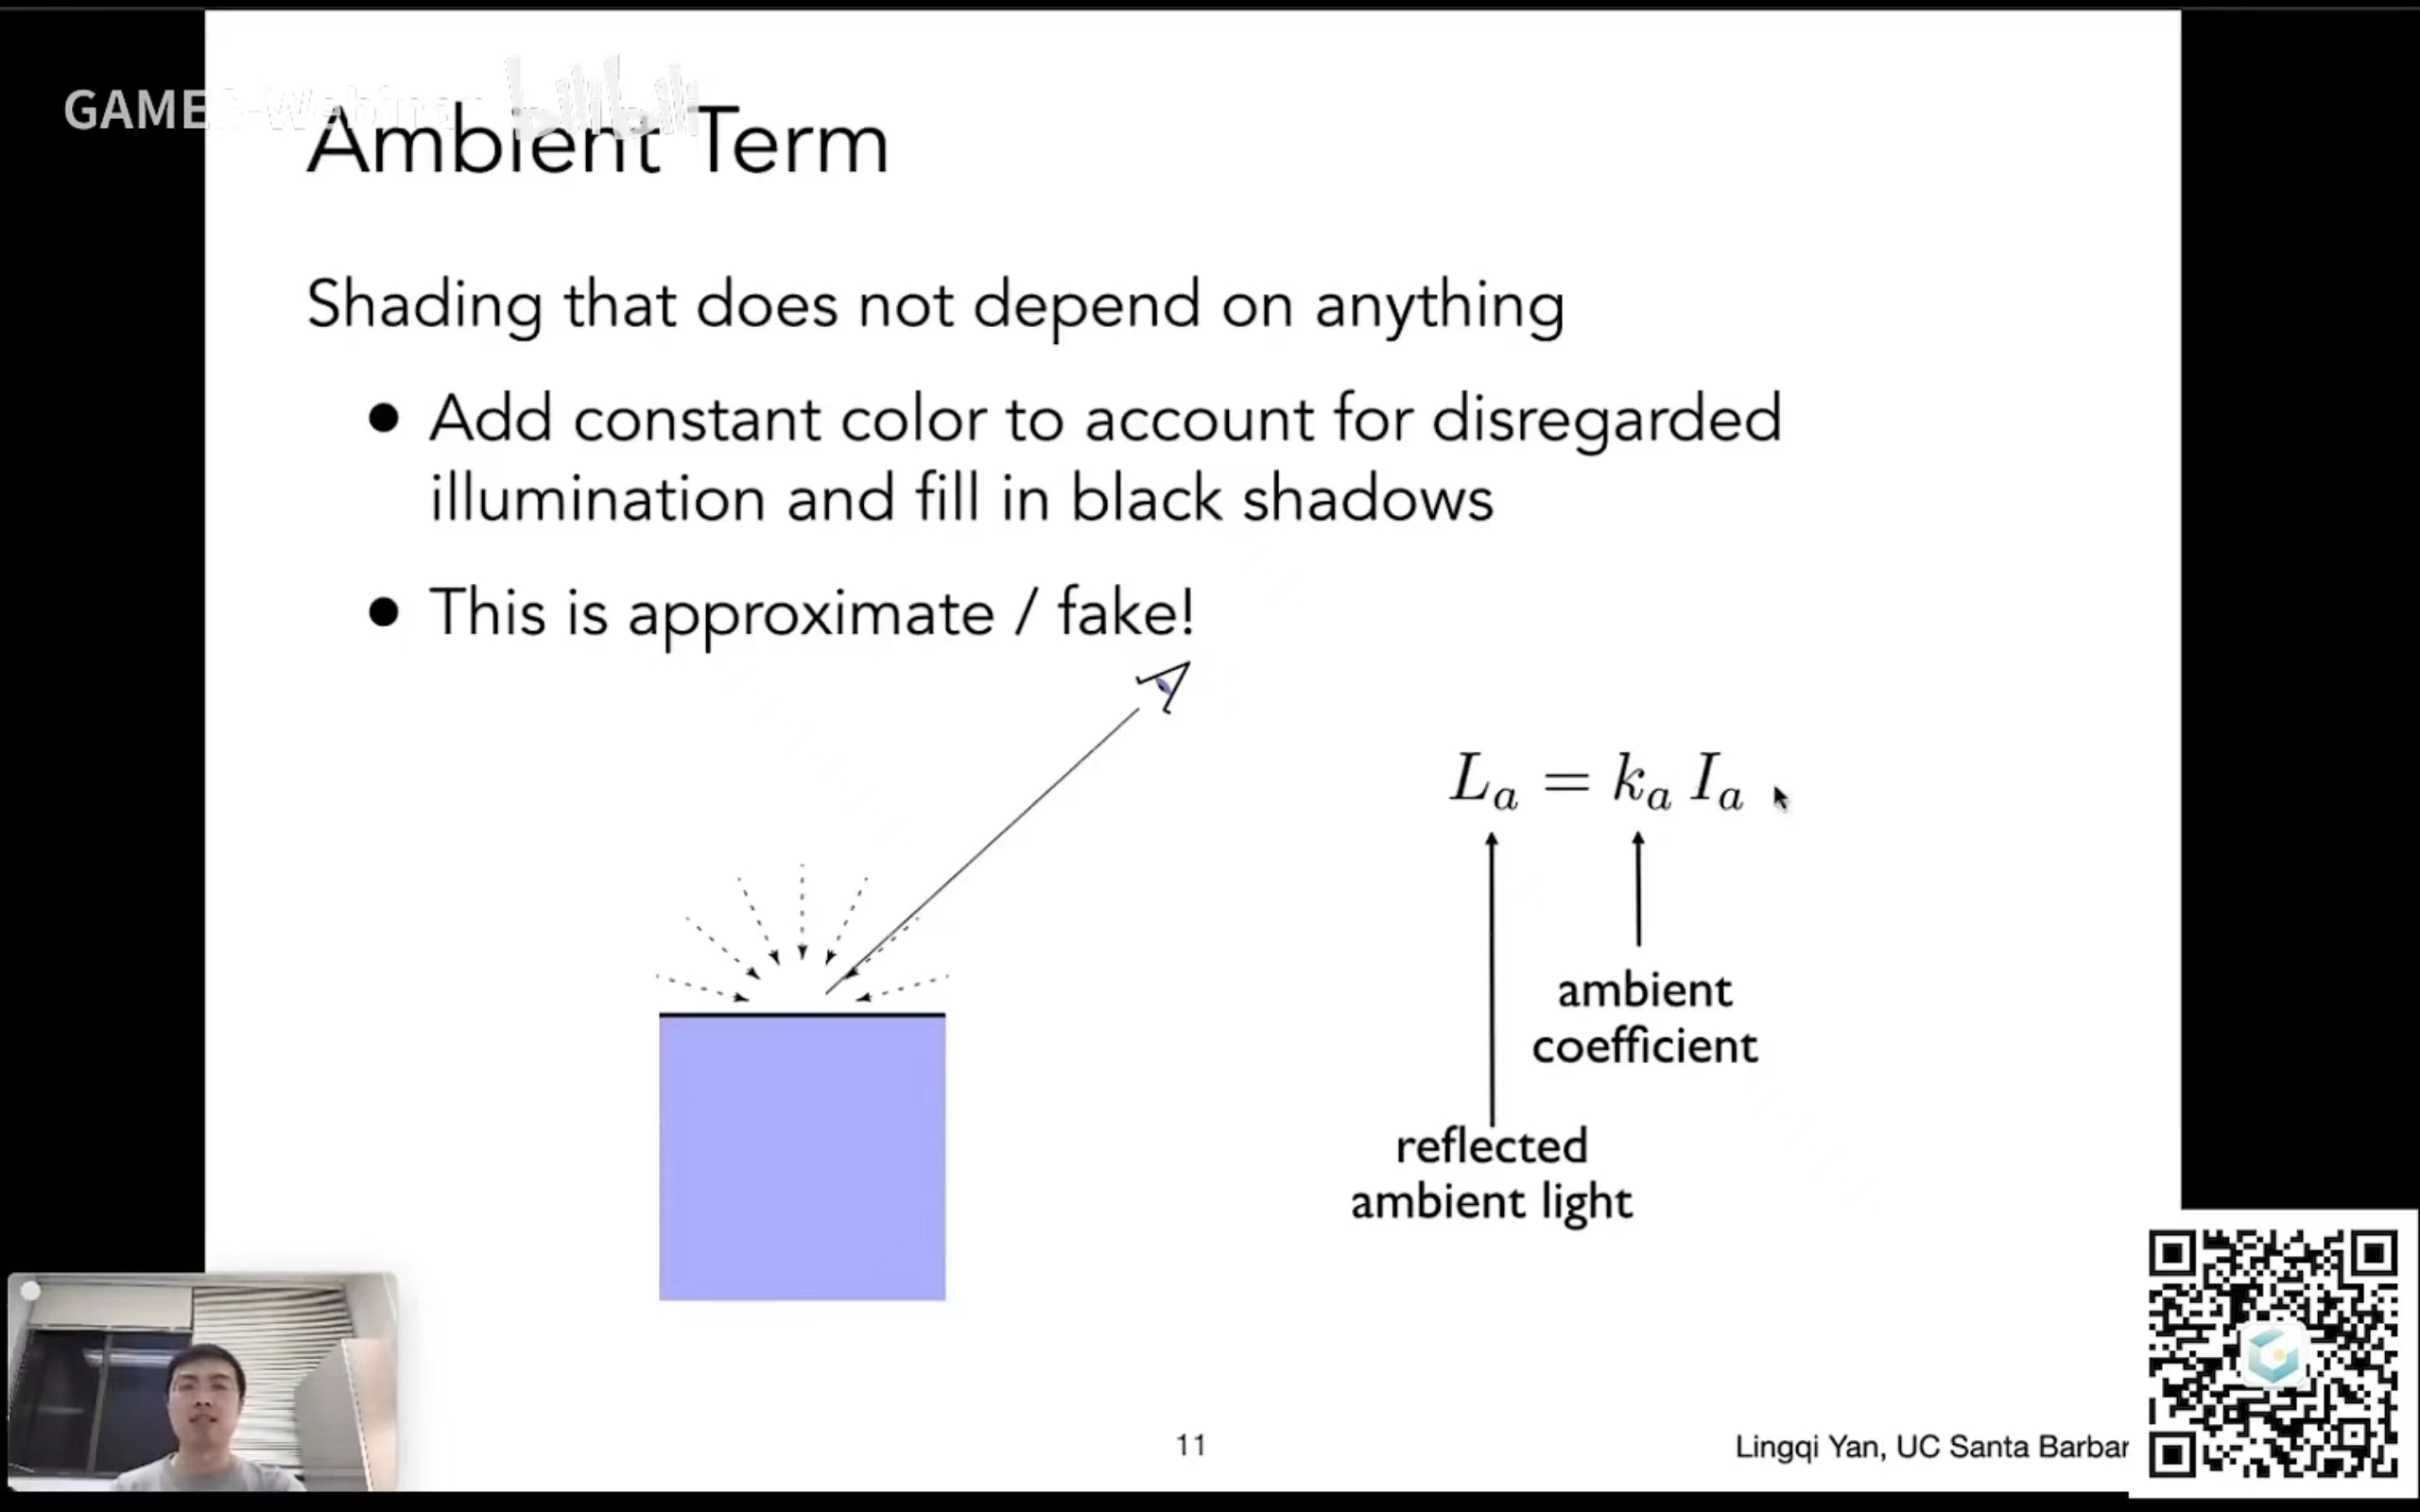 GAMES-Webinar bilibili
Ambient Term
Shading that does not depend on anything
● Add constant color to account for disregarded
illumination and fill in black shadows
● This is approximate / fake!
L_a = k_a I_a
ambient
coefficient
reflected
ambient light
11
Lingqi Yan, UC Santa Barbar